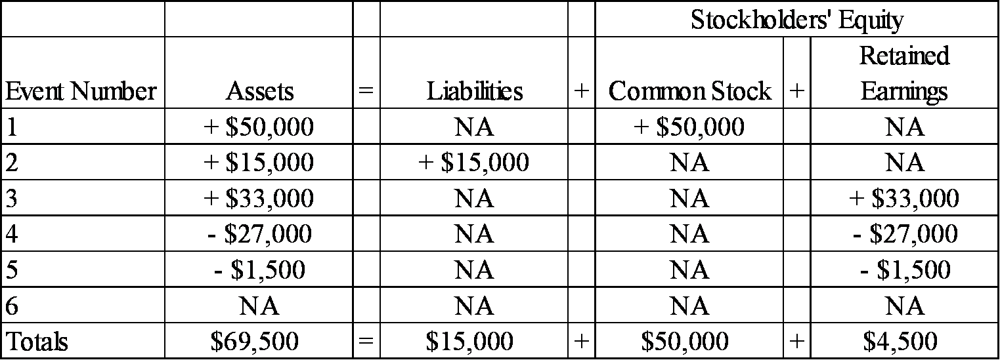 Stockholders' Equity
Retained
Event Number Assets = Liabilities + Common Stock + Earnings
1 + $50,000 NA + $50,000 NA
2 + $15,000 + $15,000 NA NA
3 + $33,000 NA NA + $33,000
4 - $27,000 NA NA - $27,000
5 - $1,500 NA NA - $1,500
6 NA NA NA NA
Totals $69,500 = $15,000 + $50,000 + $4,500